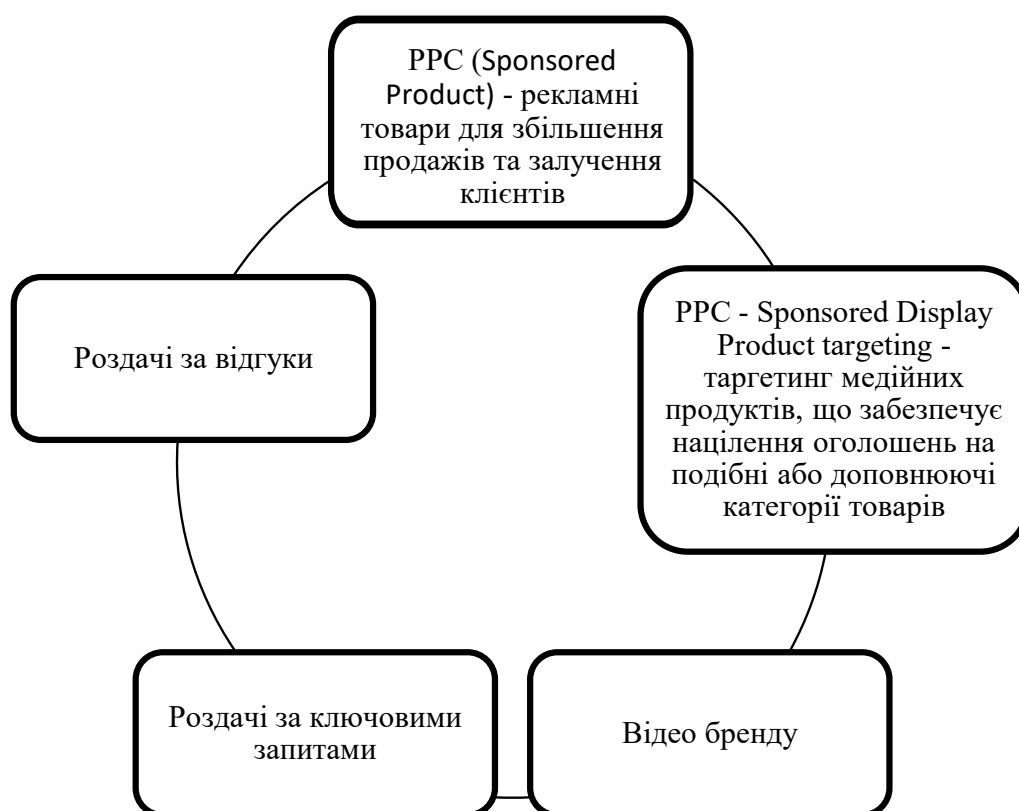 PPC (Sponsored
Product) - рекламні
товари для збільшення
продажів та залучення
клієнтів
PPC - Sponsored Display
Product targeting -
таргетинг медійних
продуктів, що забезпечує
націлення оголошень на
подібні або доповнюючі
категорії товарів
Відео бренду
Роздачі за ключовими
запитами
Роздачі за відгуки